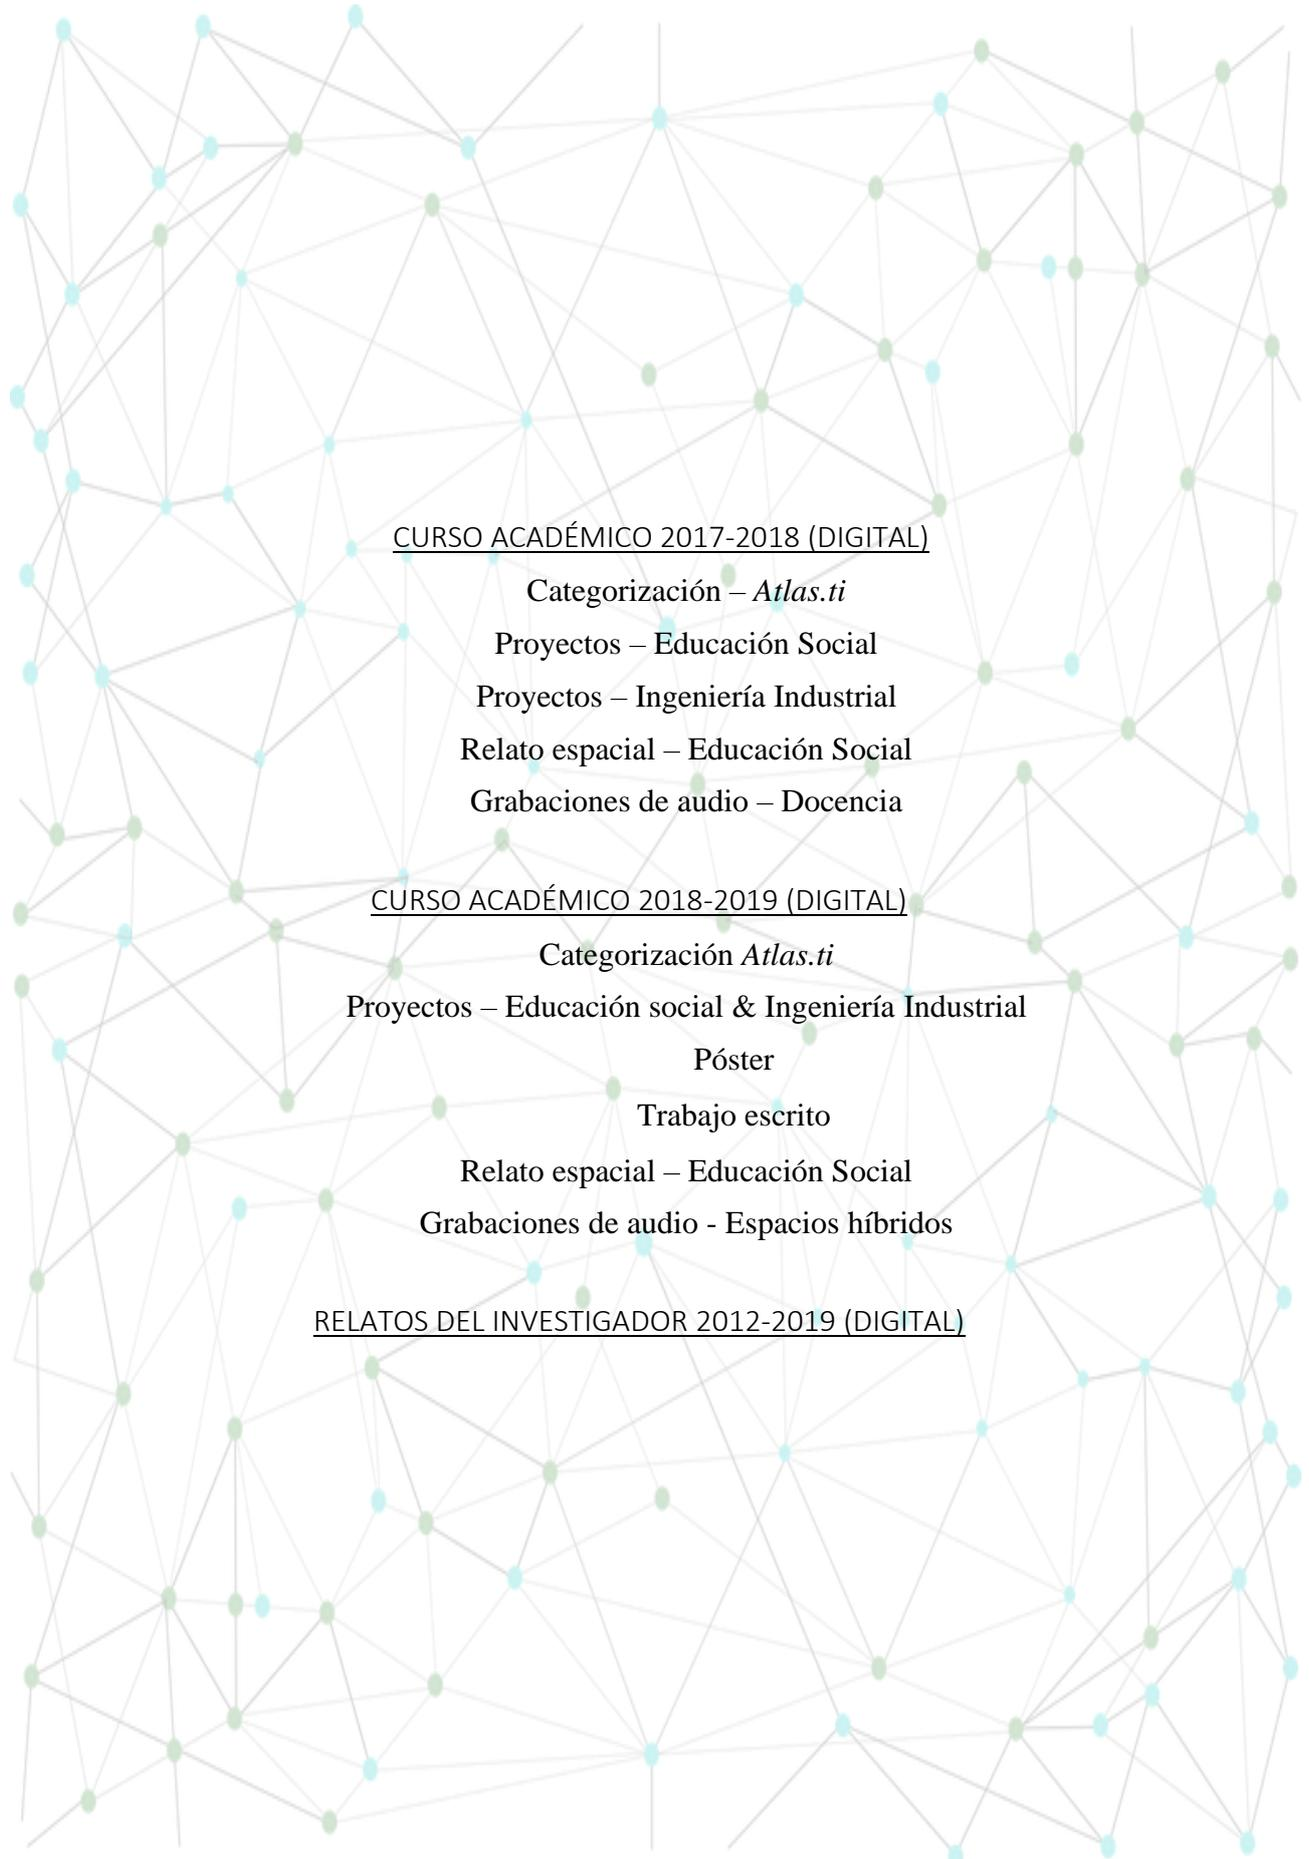 CURSO ACADÉMICO 2017-2018 (DIGITAL)
Categorización – Atlas.ti
Proyectos – Educación Social
Proyectos – Ingeniería Industrial
Relato espacial – Educación Social
Grabaciones de audio – Docencia
CURSO ACADÉMICO 2018-2019 (DIGITAL)
Categorización Atlas.ti
Proyectos – Educación social & Ingeniería Industrial
Póster
Trabajo escrito
Relato espacial – Educación Social
Grabaciones de audio - Espacios híbridos
RELATOS DEL INVESTIGADOR 2012-2019 (DIGITAL)